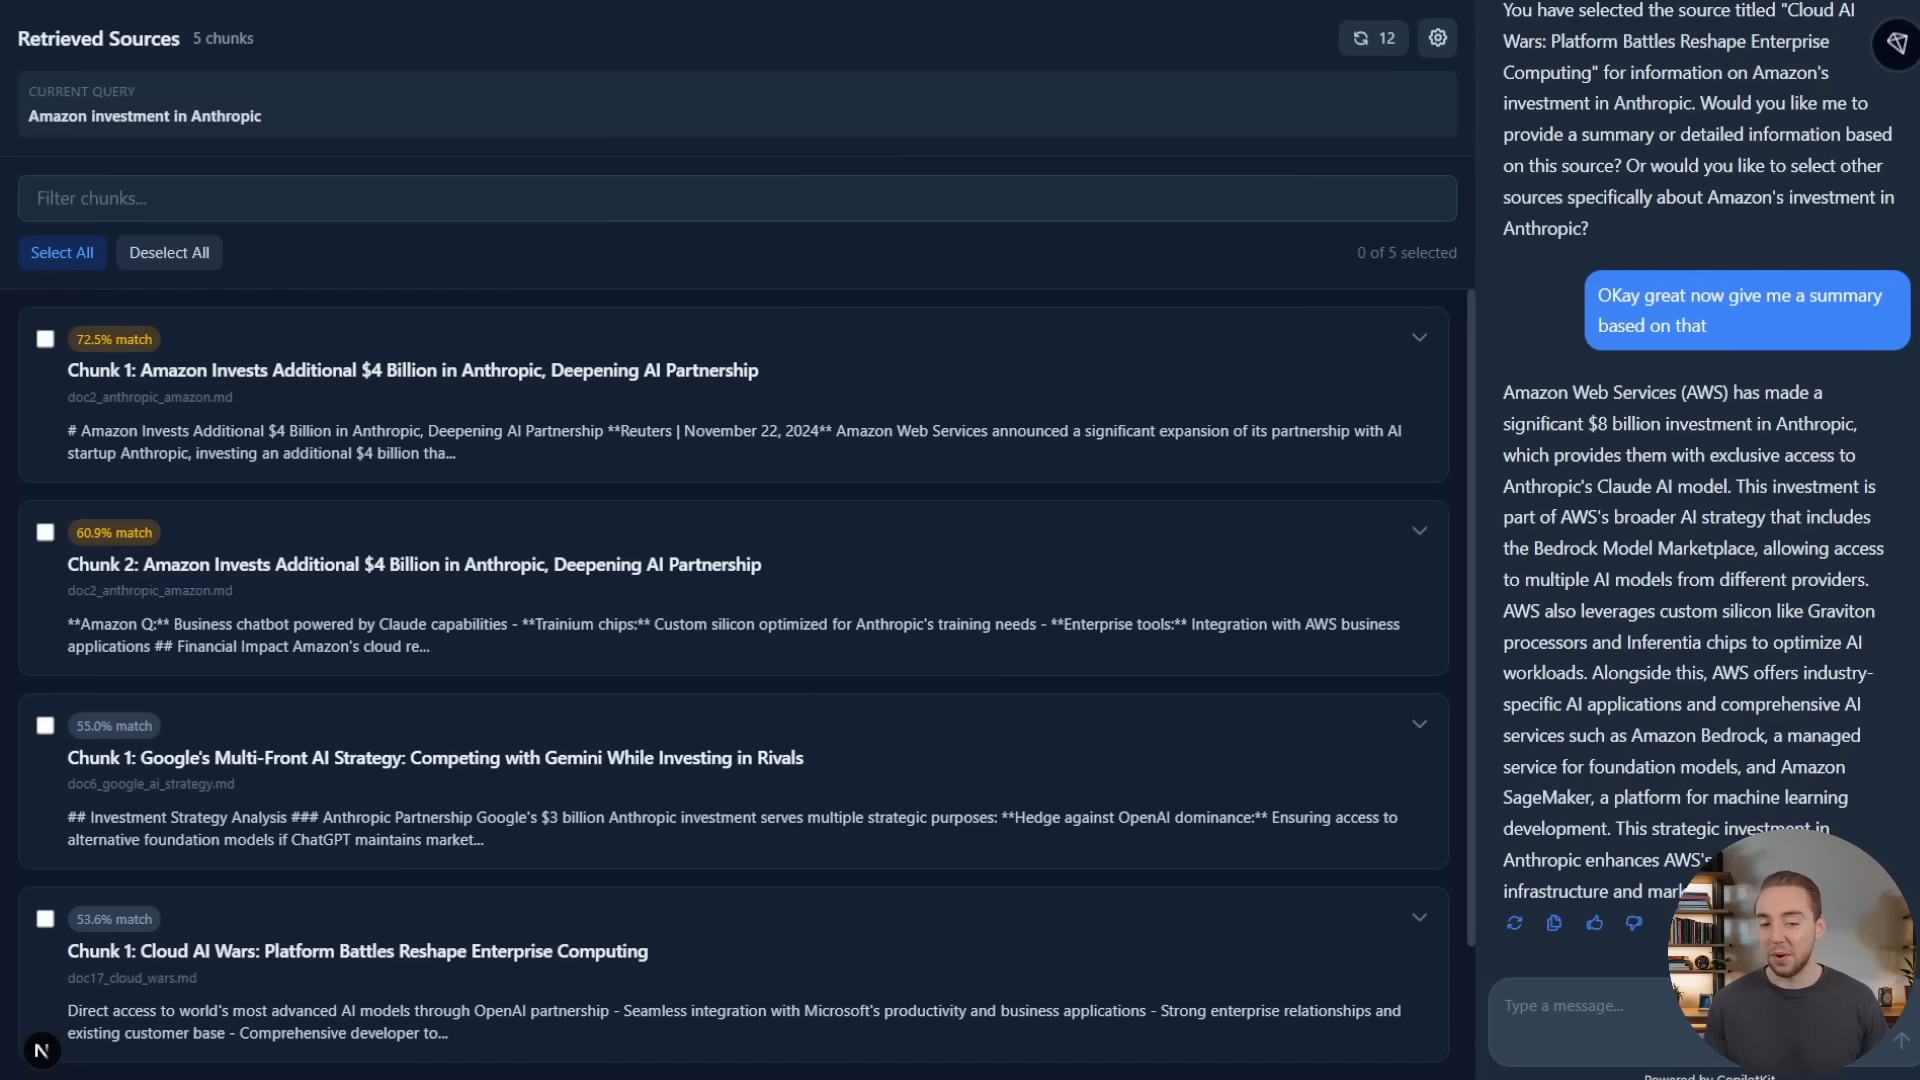 Retrieved Sources 5 chunks
12
CURRENT QUERY
Amazon investment in Anthropic
Filter chunks...
Select All
Deselect All
0 of 5 selected
72.5% match
Chunk 1: Amazon Invests Additional $4 Billion in Anthropic, Deepening AI Partnership
doc2_anthropic_amazon.md
# Amazon Invests Additional $4 Billion in Anthropic, Deepening AI Partnership **Reuters | November 22, 2024** Amazon Web Services announced a significant expansion of its partnership with AI
startup Anthropic, investing an additional $4 billion tha...
60.9% match
Chunk 2: Amazon Invests Additional $4 Billion in Anthropic, Deepening AI Partnership
doc2_anthropic_amazon.md
**Amazon Q:** Business chatbot powered by Claude capabilities - **Trainium chips:** Custom silicon optimized for Anthropic's training needs - **Enterprise tools:** Integration with AWS business
applications ## Financial Impact Amazon's cloud re...
55.0% match
Chunk 1: Google's Multi-Front AI Strategy: Competing with Gemini While Investing in Rivals
doc6_google_ai_strategy.md
## Investment Strategy Analysis ### Anthropic Partnership Google's $3 billion Anthropic investment serves multiple strategic purposes: **Hedge against OpenAI dominance:** Ensuring access to
alternative foundation models if ChatGPT maintains market...
53.6% match
Chunk 1: Cloud AI Wars: Platform Battles Reshape Enterprise Computing
doc17_cloud_wars.md
Direct access to world's most advanced AI models through OpenAI partnership - Seamless integration with Microsoft's productivity and business applications - Strong enterprise relationships and
existing customer base - Comprehensive developer to...
N
You have selected the source titled "Cloud AI
Wars: Platform Battles Reshape Enterprise
Computing" for information on Amazon's
investment in Anthropic. Would you like me to
provide a summary or detailed information based
on this source? Or would you like to select other
sources specifically about Amazon's investment in
Anthropic?
OKay great now give me a summary
based on that
Amazon Web Services (AWS) has made a
significant $8 billion investment in Anthropic,
which provides them with exclusive access to
Anthropic's Claude AI model. This investment is
part of AWS's broader AI strategy that includes
the Bedrock Model Marketplace, allowing access
to multiple AI models from different providers.
AWS also leverages custom silicon like Graviton
processors and Inferentia chips to optimize AI
workloads. Alongside this, AWS offers industry-
specific AI applications and comprehensive AI
services such as Amazon Bedrock, a managed
service for foundation models, and Amazon
SageMaker, a platform for machine learning
development. This strategic investment in
Anthropic enhances AWS's
infrastructure and
Type a message...
Powered by CopilotKit